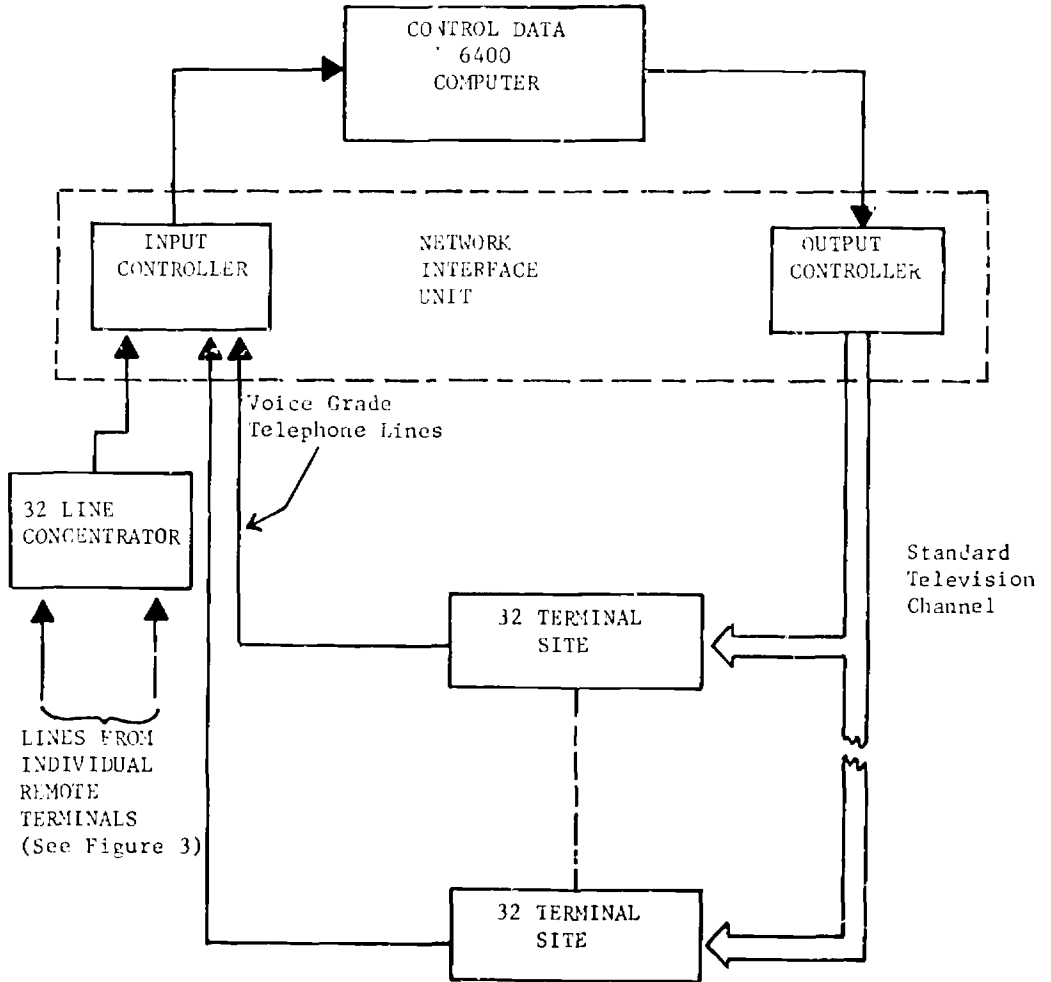 CONTROL DATA
6400
COMPUTER
INPUT
CONTROLLER
NETWORK
INTERFACE
UNIT
OUTPUT
CONTROLLER
Voice Grade
Telephone Lines
32 LINE
CONCENTRATOR
Standard
Television
Channel
32 TERMINAL
SITE
LINES FROM
INDIVIDUAL
REMOTE
TERMINALS
(See Figure 3)
32 TERMINAL
SITE